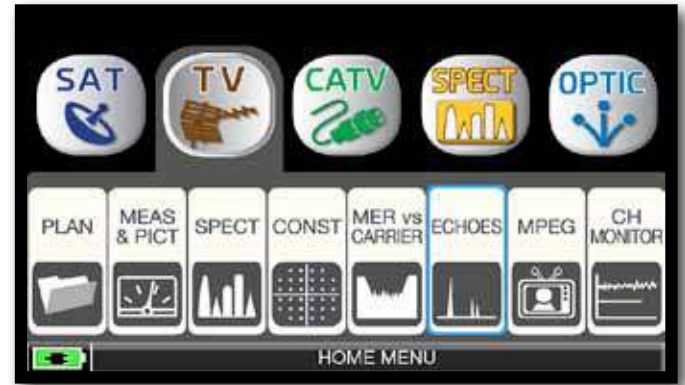 SAT TV CATV SPECT OPTIC
PLAN
MEAS
& PICT
SPECT
CONST
MER vs
CARRIER
ECHOES
MPEG
CH
MONITOR
HOME MENU